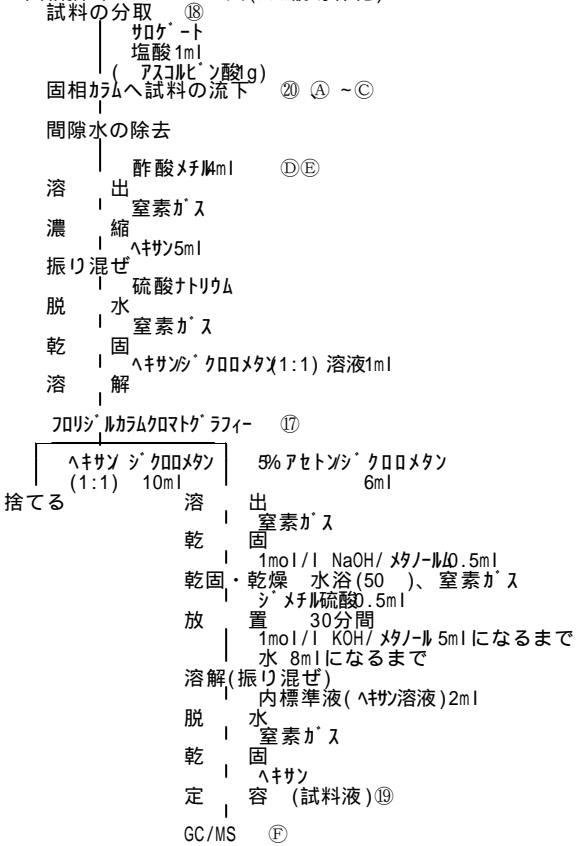 試料の分取 ⑱
サロゲート
塩酸1ml
( アスコルビン酸1g)
固相カラムへ試料の流下 ⑳ Ⓐ ~Ⓒ
間隙水の除去
酢酸メチル4ml ⒹⒺ
溶 出
窒素ガス
濃 縮
ヘキサン5ml
振り混ぜ
硫酸ナトリウム
脱 水
窒素ガス
乾 固
ヘキサン/ジクロロメタン(1:1) 溶液1ml
溶 解
フロリジルカラムクロマトグラフィー ⑰
ヘキサン/ジクロロメタン 5%アセトン/ジクロロメタン
(1:1) 10ml 6ml
捨てる 溶 出
窒素ガス
乾 固
1mol/l NaOH/メタノール0.5ml
乾固・乾燥 水浴(50 )、窒素ガス
ジメチル硫酸0.5ml
放 置 30分間
1mol/l KOH/メタノール 5mlになるまで
水 8mlになるまで
溶解(振り混ぜ)
内標準液(ヘキサン溶液)2ml
脱 水
窒素ガス
乾 固
ヘキサン
定 容 (試料液)⑲
GC/MS Ⓕ